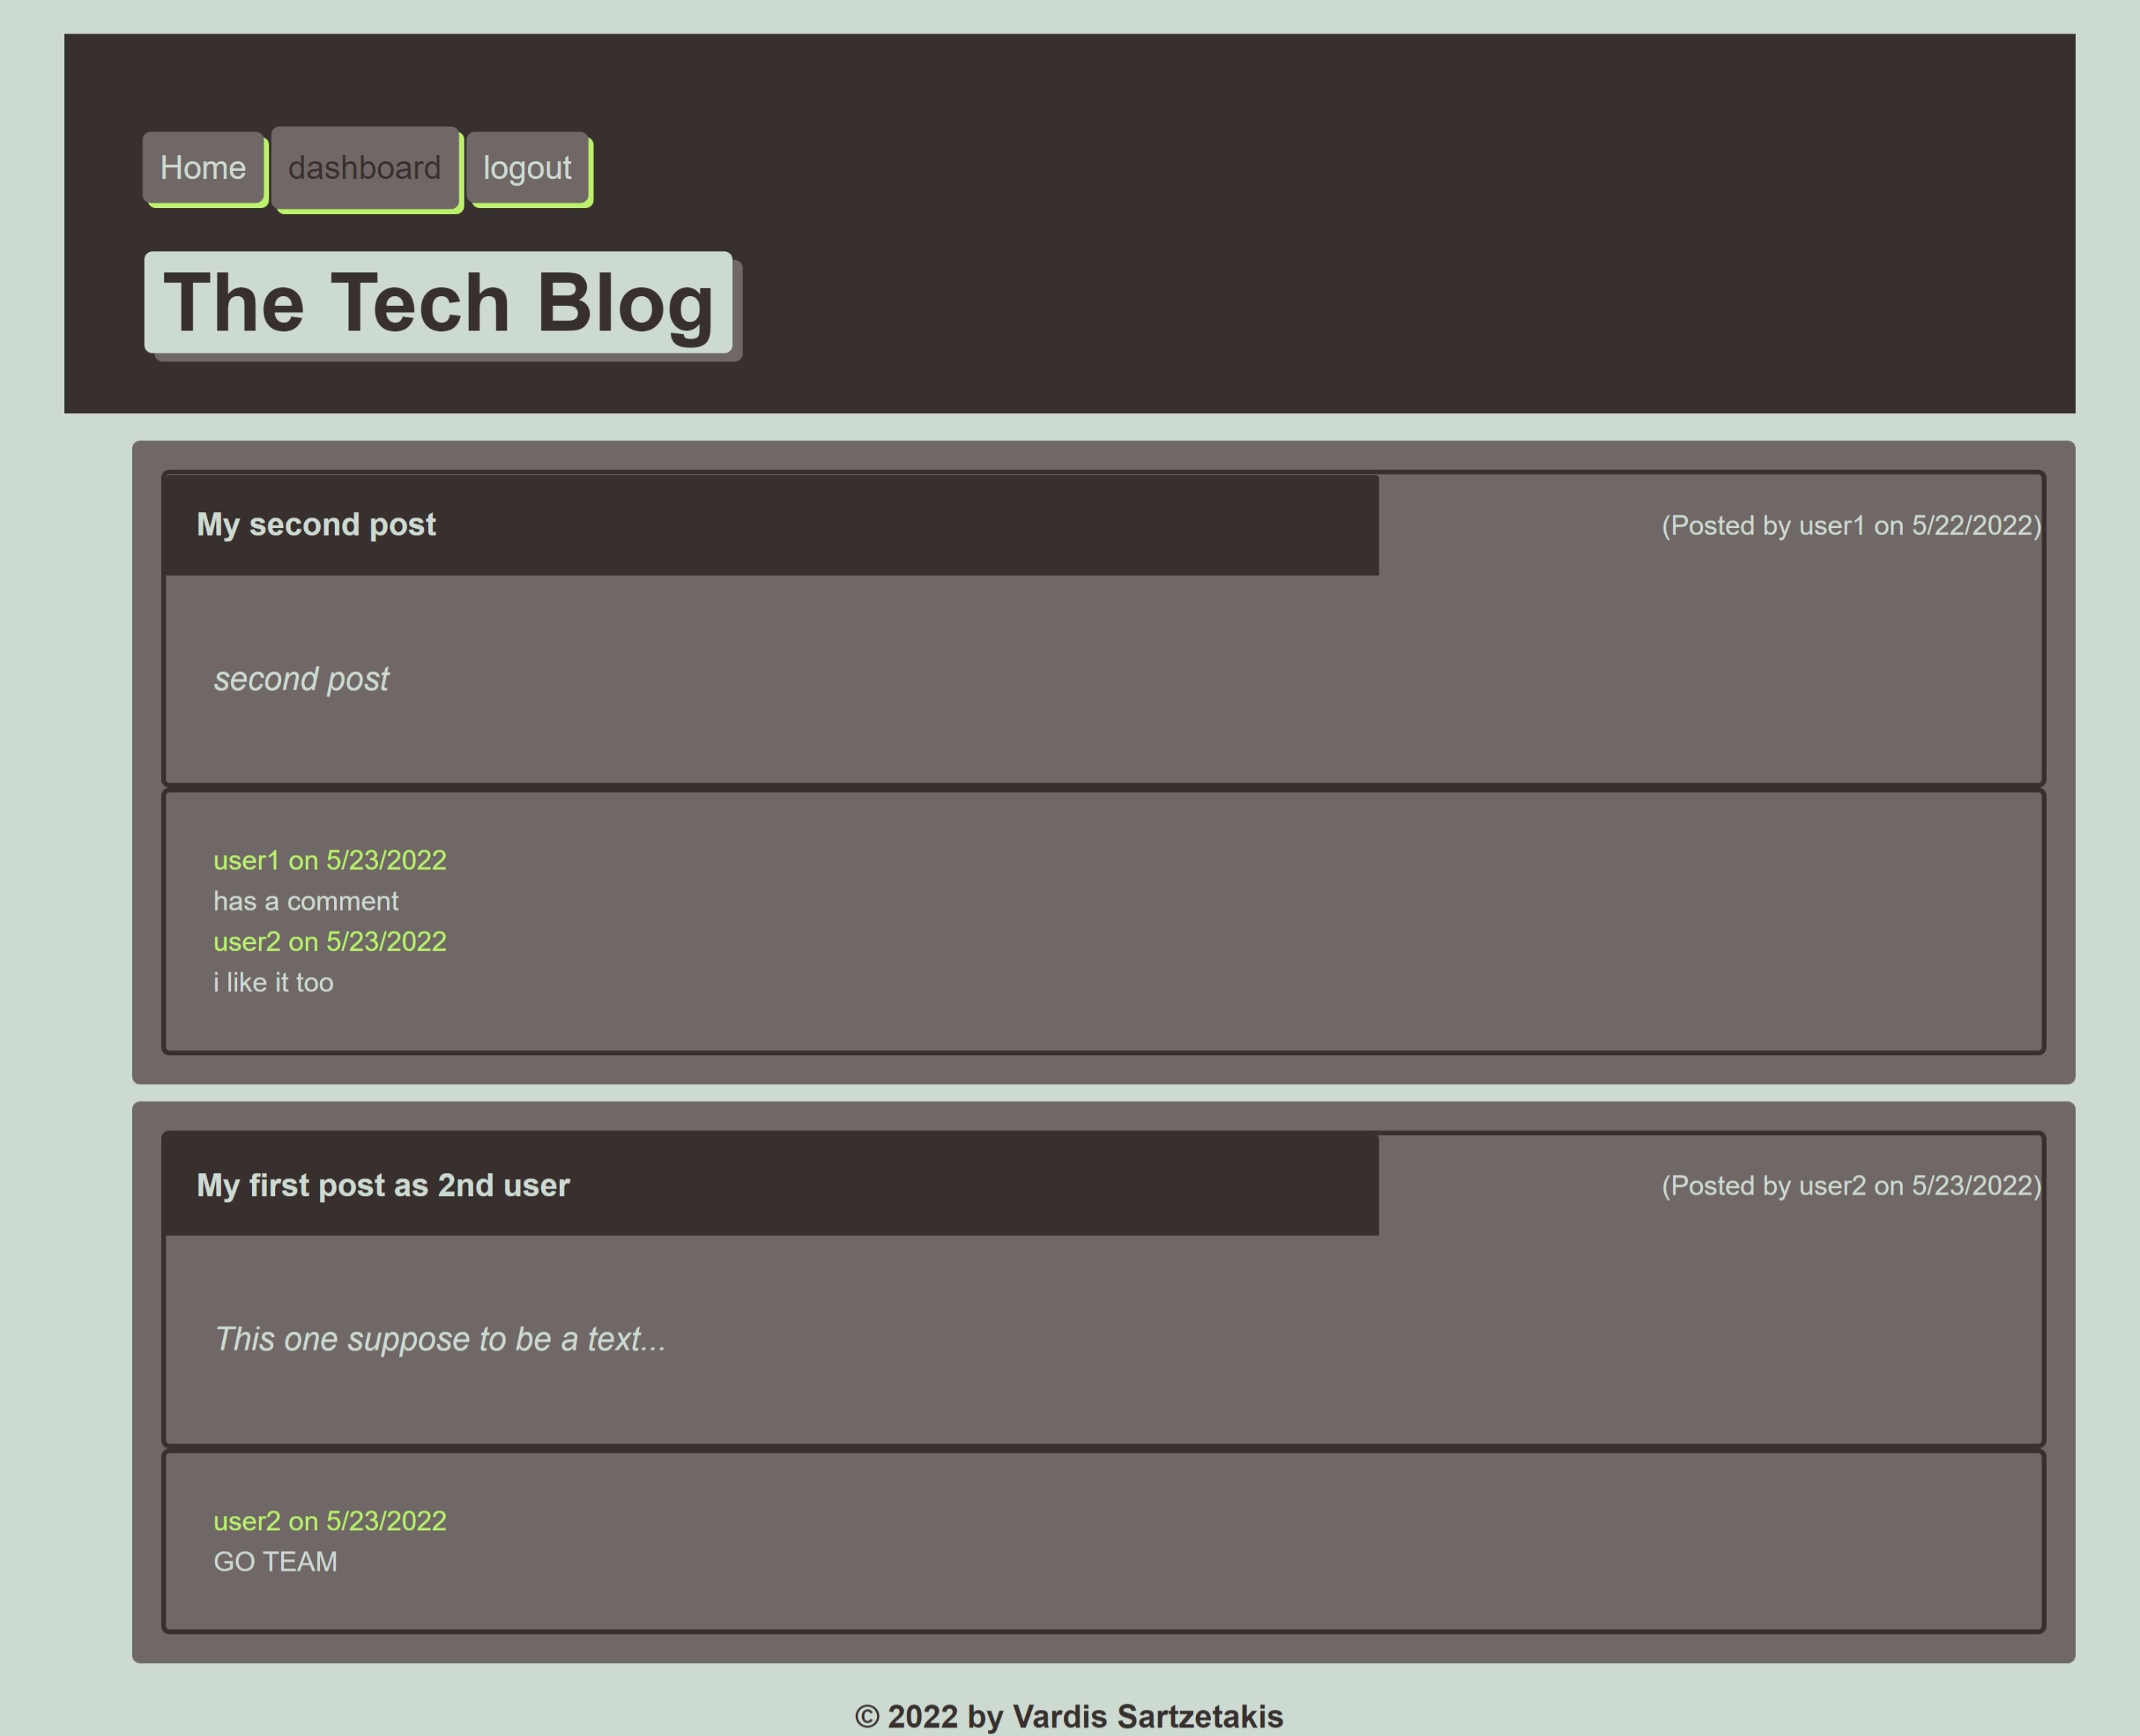 Home dashboard logout
The Tech Blog
My second post (Posted by user1 on 5/22/2022)
second post
user1 on 5/23/2022
has a comment
user2 on 5/23/2022
i like it too
My first post as 2nd user (Posted by user2 on 5/23/2022)
This one suppose to be a text...
user2 on 5/23/2022
GO TEAM
© 2022 by Vardis Sartzetakis